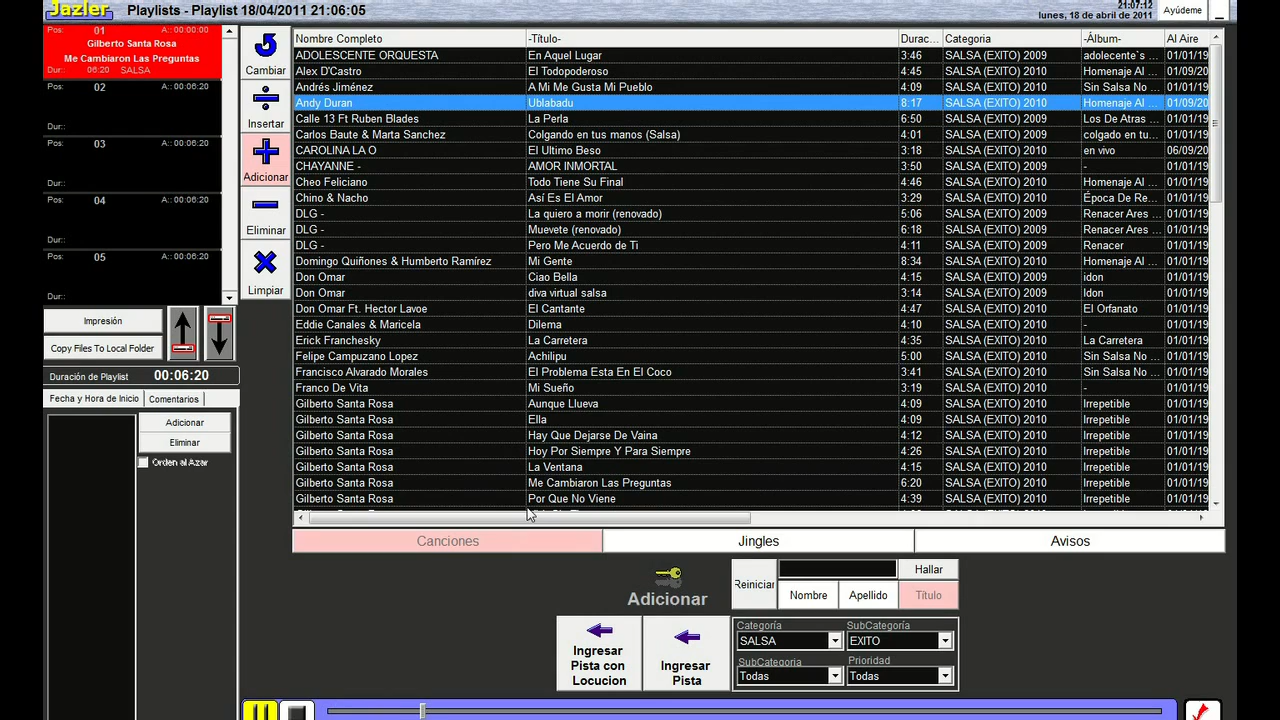 Jazler Playlists - Playlist 18/04/2011 21:06:05 21:07:12
lunes, 18 de abril de 2011 Ayúdeme _
Pos: 01 A.: 00:00:00
Gilberto Santa Rosa
Me Cambiaron Las Preguntas
Dur.: 06:20 SALSA
Pos: 02 A.: 00:06:20
Dur.:
Pos: 03 A.: 00:06:20
Dur.:
Pos: 04 A.: 00:06:20
Dur.:
Pos: 05 A.: 00:06:20
Dur.:
Impresión
Copy Files To Local Folder
Duración de Playlist 00:06:20
Fecha y Hora de Inicio Comentarios
Adicionar
Eliminar
Orden al Azar
Cambiar
Insertar
Adicionar
Eliminar
Limpiar
Nombre Completo -Título- Durac... Categoria -Álbum- Al Aire
ADOLESCENTE ORQUESTA En Aquel Lugar 3:46 SALSA (EXITO) 2009 adolecente`s ... 01/01/19
Alex D'Castro El Todopoderoso 4:45 SALSA (EXITO) 2010 Homenaje Al ... 01/09/20
Andrés Jiménez A Mi Me Gusta Mi Pueblo 4:09 SALSA (EXITO) 2010 Sin Salsa No ... 01/01/19
Andy Duran Ublabadu 8:17 SALSA (EXITO) 2010 Homenaje Al ... 01/09/20
Calle 13 Ft Ruben Blades La Perla 6:50 SALSA (EXITO) 2009 Los De Atras ... 01/01/19
Carlos Baute & Marta Sanchez Colgando en tus manos (Salsa) 4:01 SALSA (EXITO) 2010 colgado en tu... 01/01/19
CAROLINA LA O El Ultimo Beso 3:18 SALSA (EXITO) 2010 en vivo 06/09/20
CHAYANNE - AMOR INMORTAL 3:50 SALSA (EXITO) 2010 - 01/01/19
Cheo Feliciano Todo Tiene Su Final 4:46 SALSA (EXITO) 2010 Homenaje Al ... 01/01/19
Chino & Nacho Así Es El Amor 3:29 SALSA (EXITO) 2010 Época De Re... 01/01/19
DLG - La quiero a morir (renovado) 5:06 SALSA (EXITO) 2009 Renacer Ares ... 01/01/19
DLG - Muevete (renovado) 6:18 SALSA (EXITO) 2009 Renacer Ares ... 01/01/19
DLG - Pero Me Acuerdo de Ti 4:11 SALSA (EXITO) 2009 Renacer 01/01/19
Domingo Quiñones & Humberto Ramírez Mi Gente 8:34 SALSA (EXITO) 2010 Homenaje Al ... 01/01/19
Don Omar Ciao Bella 4:15 SALSA (EXITO) 2009 idon 01/01/19
Don Omar diva virtual salsa 3:14 SALSA (EXITO) 2010 Idon 01/01/19
Don Omar Ft. Hector Lavoe El Cantante 4:47 SALSA (EXITO) 2010 El Orfanato 01/01/19
Eddie Canales & Maricela Dilema 4:10 SALSA (EXITO) 2010 - 01/01/19
Erick Franchesky La Carretera 4:35 SALSA (EXITO) 2010 La Carretera 01/01/19
Felipe Campuzano Lopez Achilipu 5:00 SALSA (EXITO) 2010 Sin Salsa No ... 01/01/19
Francisco Alvarado Morales El Problema Esta En El Coco 3:41 SALSA (EXITO) 2010 Sin Salsa No ... 01/01/19
Franco De Vita Mi Sueño 3:19 SALSA (EXITO) 2010 - 01/01/19
Gilberto Santa Rosa Aunque Llueva 4:09 SALSA (EXITO) 2010 Irrepetible 01/01/19
Gilberto Santa Rosa Ella 4:09 SALSA (EXITO) 2010 Irrepetible 01/01/19
Gilberto Santa Rosa Hay Que Dejarse De Vaina 4:12 SALSA (EXITO) 2010 Irrepetible 01/01/19
Gilberto Santa Rosa Hoy Por Siempre Y Para Siempre 4:26 SALSA (EXITO) 2010 Irrepetible 01/01/19
Gilberto Santa Rosa La Ventana 4:15 SALSA (EXITO) 2010 Irrepetible 01/01/19
Gilberto Santa Rosa Me Cambiaron Las Preguntas 6:20 SALSA (EXITO) 2010 Irrepetible 01/01/19
Gilberto Santa Rosa Por Que No Viene 4:39 SALSA (EXITO) 2010 Irrepetible 01/01/19
Canciones Jingles Avisos
Adicionar
Reiniciar Hallar
Nombre Apellido Título
Ingresar Pista con Locucion
Ingresar Pista
Categoría SubCategoría
SALSA EXITO
SubCategoria Prioridad
Todas Todas